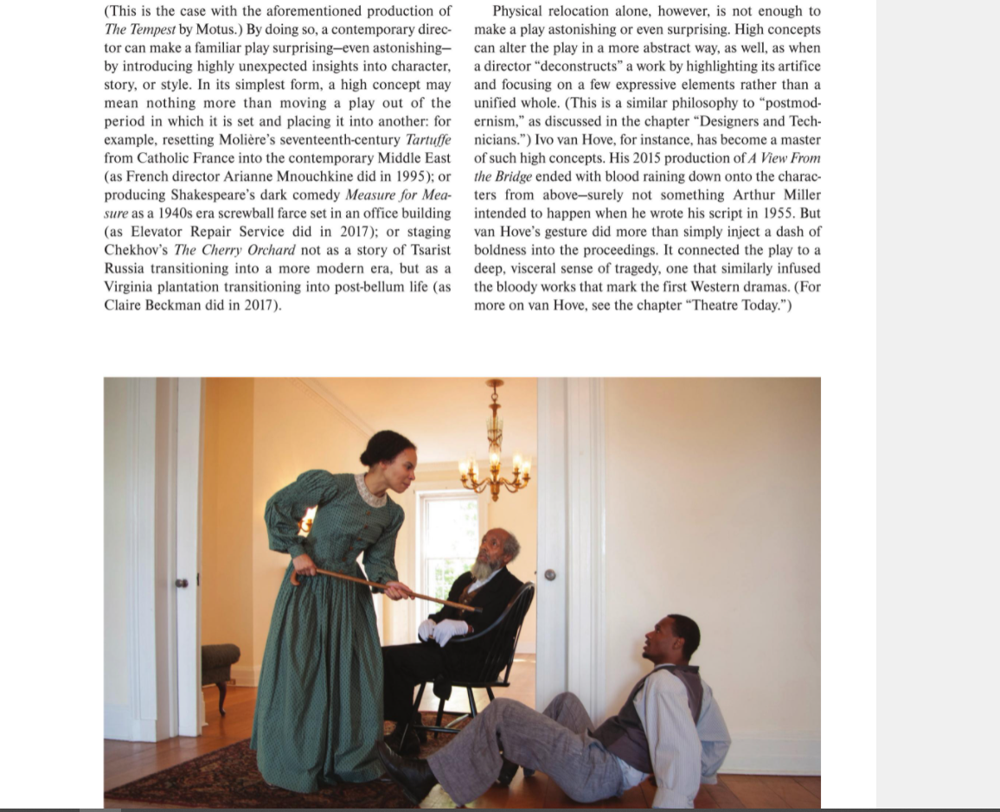 (This is the case with the aforementioned production of
The Tempest by Motus.) By doing so, a contemporary direc-
tor can make a familiar play surprising—even astonishing—
by introducing highly unexpected insights into character,
story, or style. In its simplest form, a high concept may
mean nothing more than moving a play out of the
period in which it is set and placing it into another: for
example, resetting Molière’s seventeenth-century Tartuffe
from Catholic France into the contemporary Middle East
(as French director Arianne Mnouchkine did in 1995); or
producing Shakespeare’s dark comedy Measure for Mea-
sure as a 1940s era screwball farce set in an office building
(as Elevator Repair Service did in 2017); or staging
Chekhov’s The Cherry Orchard not as a story of Tsarist
Russia transitioning into a more modern era, but as a
Virginia plantation transitioning into post-bellum life (as
Claire Beckman did in 2017).
Physical relocation alone, however, is not enough to
make a play astonishing or even surprising. High concepts
can alter the play in a more abstract way, as well, as when
a director “deconstructs” a work by highlighting its artifice
and focusing on a few expressive elements rather than a
unified whole. (This is a similar philosophy to “postmod-
ernism,” as discussed in the chapter “Designers and Tech-
nicians.”) Ivo van Hove, for instance, has become a master
of such high concepts. His 2015 production of A View From
the Bridge ended with blood raining down onto the charac-
ters from above—surely not something Arthur Miller
intended to happen when he wrote his script in 1955. But
van Hove’s gesture did more than simply inject a dash of
boldness into the proceedings. It connected the play to a
deep, visceral sense of tragedy, one that similarly infused
the bloody works that mark the first Western dramas. (For
more on van Hove, see the chapter “Theatre Today.”)